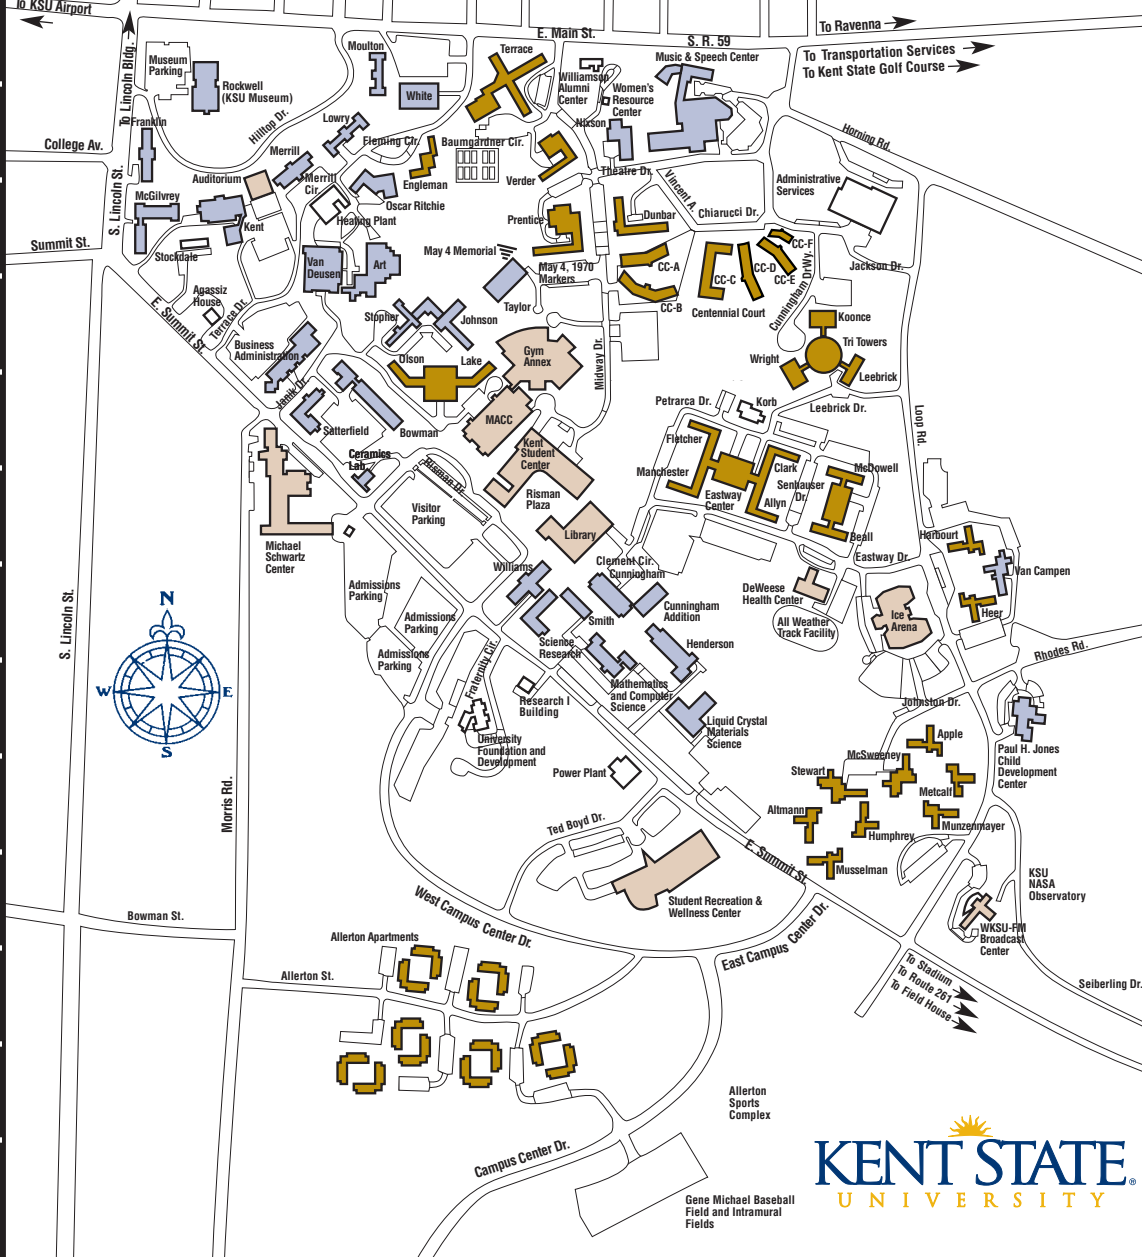 To KSU Airport
E. Main St.
S. R. 59
To Ravenna
To Transportation Services
To Kent State Golf Course
To Lincoln Bldg.
Moulton
Terrace
Museum
Parking
Rockwell
(KSU Museum)
White
Williamson
Alumni
Center
Women's
Resource
Center
Music & Speech Center
To Franklin
College Av.
Hilltop Dr.
Lowry
Fleming Cir.
Baumgardner Cir.
Nixson
Horning Rd.
Merrill
Auditorium
Merrill
Cir.
Engleman
Verder
Theatre Dr.
Vincent A
Administrative
Services
S. Lincoln St.
McGilvrey
Oscar Ritchie
Heating Plant
Prentice
Dunbar
Chiarucci Dr.
Kent
Summit St.
Stockdale
Van
Deusen
Art
May 4 Memorial
May 4, 1970
Markers
CC-A
CC-B
CC-C
CC-D
CC-E
CC-F
Centennial Court
Cunningham DrWy.
Jackson Dr.
Agassiz
House
Terrace Dr.
E. Summit St.
Taylor
Stopher
Johnson
Koonce
Tri Towers
Wright
Leebrick
Business
Administration
Olson
Lake
Gym
Annex
Midway Dr.
Janik Dr.
Satterfield
Bowman
MACC
Petrarca Dr.
Korb
Leebrick Dr.
Loop Rd.
Kent
Student
Center
Fletcher
Manchester
Eastway
Center
Clark
Senhauser
Dr.
Allyn
McDowell
Beall
Ceramics
Lab
Risman Dr.
Visitor
Parking
Risman
Plaza
Library
Michael
Schwartz
Center
Eastway Dr.
Harbourt
Van Campen
Heer
Williams
Clement Cir.
Cunningham
DeWeese
Health Center
Ice
Arena
Admissions
Parking
Admissions
Parking
Admissions
Parking
Smith
Cunningham
Addition
All Weather
Track Facility
Science
Research
Henderson
S. Lincoln St.
N
W
E
S
Rhodes Rd.
Fraternity Cir.
Mathematics
and Computer
Science
Research I
Building
Johnston Dr.
University
Foundation and
Development
Liquid Crystal
Materials
Science
Power Plant
Apple
McSweeney
Stewart
Metcalf
Paul H. Jones
Child
Development
Center
Altmann
Humphrey
Munzenmayer
Musselman
Morris Rd.
Ted Boyd Dr.
E. Summit St.
KSU
NASA
Observatory
Student Recreation &
Wellness Center
West Campus Center Dr.
East Campus Center Dr.
WKSU-FM
Broadcast
Center
Bowman St.
Allerton Apartments
Allerton St.
To Stadium
To Route 261
To Field House
Seiberling Dr.
Allerton
Sports
Complex
Campus Center Dr.
Gene Michael Baseball
Field and Intramural
Fields
KENT STATE®
UNIVERSITY